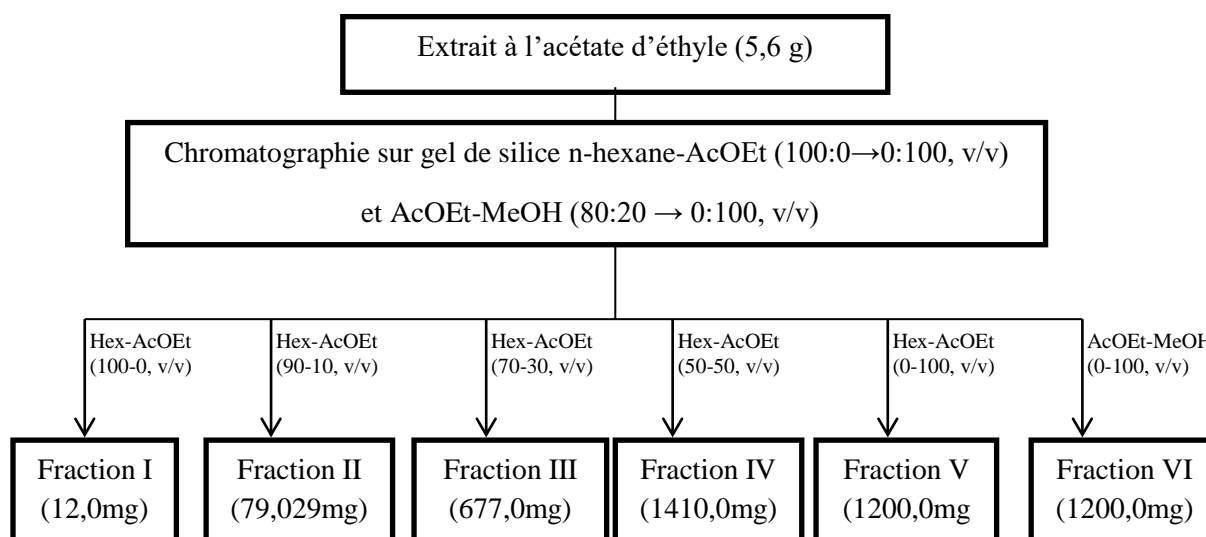 Extrait à l’acétate d’éthyle (5,6 g)
Chromatographie sur gel de silice n-hexane-AcOEt (100:0→0:100, v/v)
et AcOEt-MeOH (80:20 → 0:100, v/v)
Hex-AcOEt
(100-0, v/v)
Hex-AcOEt
(90-10, v/v)
Hex-AcOEt
(70-30, v/v)
Hex-AcOEt
(50-50, v/v)
Hex-AcOEt
(0-100, v/v)
AcOEt-MeOH
(0-100, v/v)
Fraction I
(12,0mg)
Fraction II
(79,029mg)
Fraction III
(677,0mg)
Fraction IV
(1410,0mg)
Fraction V
(1200,0mg
Fraction VI
(1200,0mg)